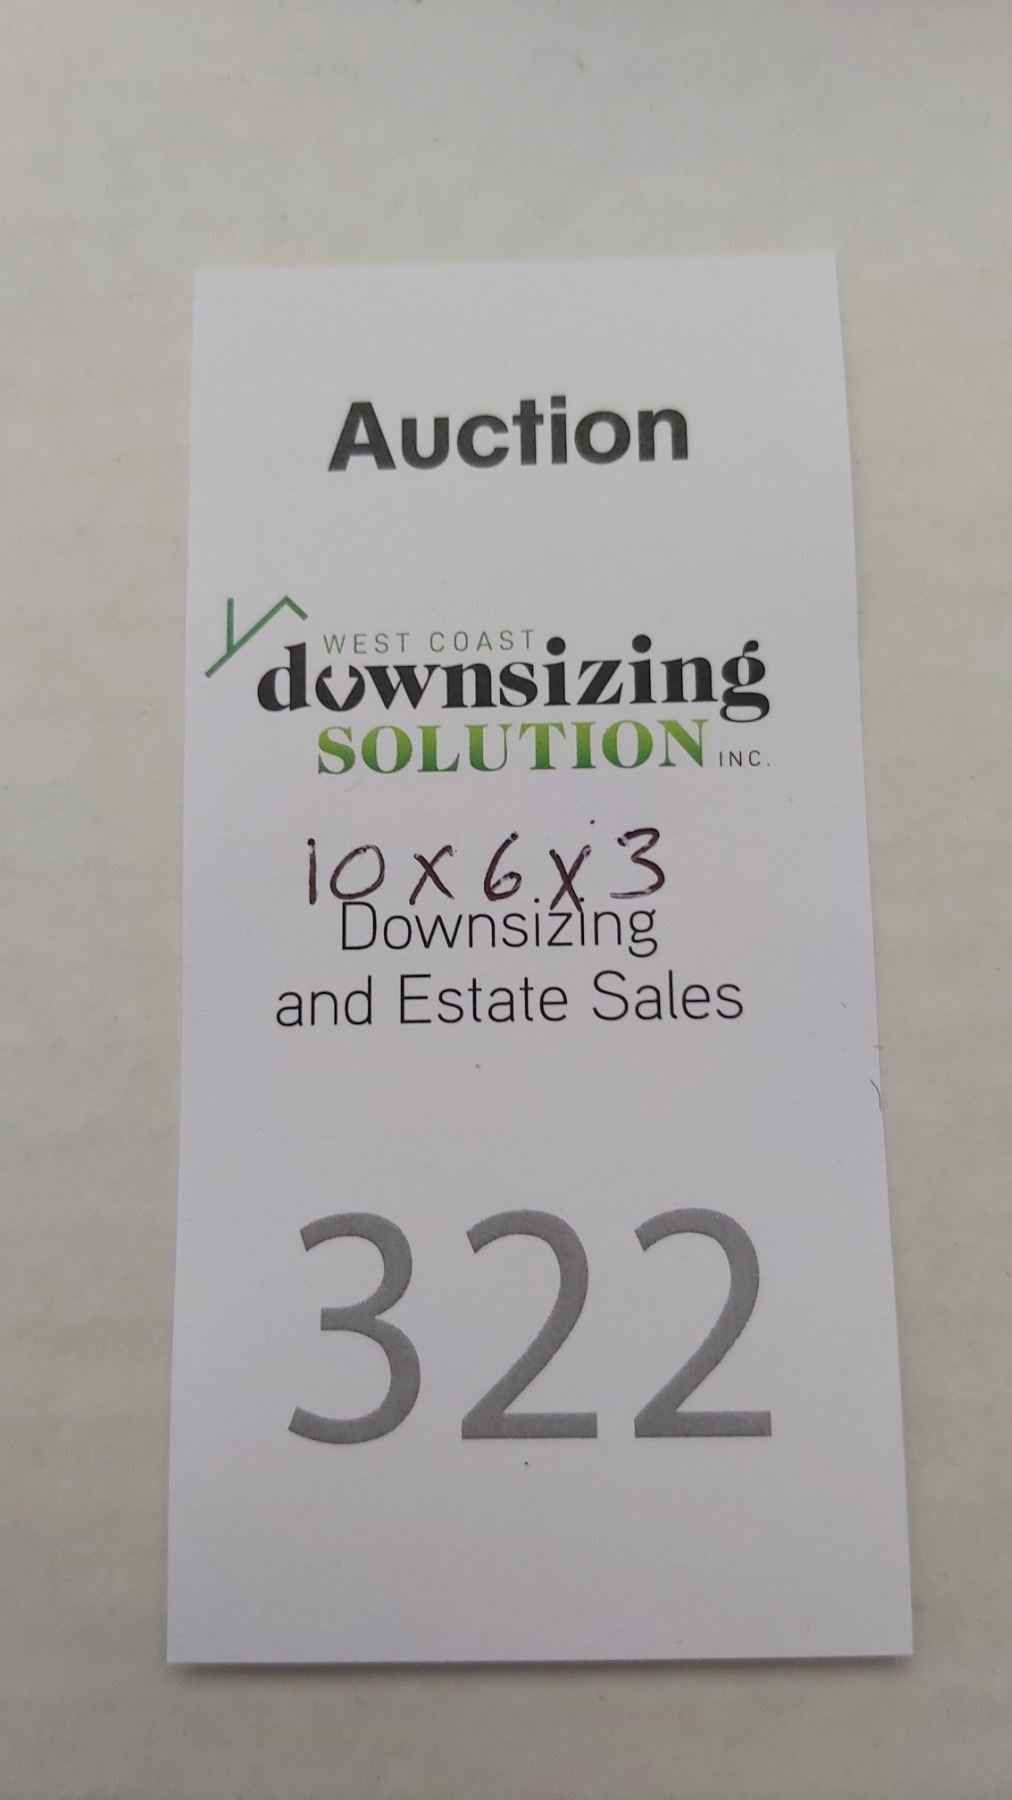 Auction
WEST COAST
downsizing
SOLUTION INC.
10 x 6 x 3
Downsizing
and Estate Sales
322